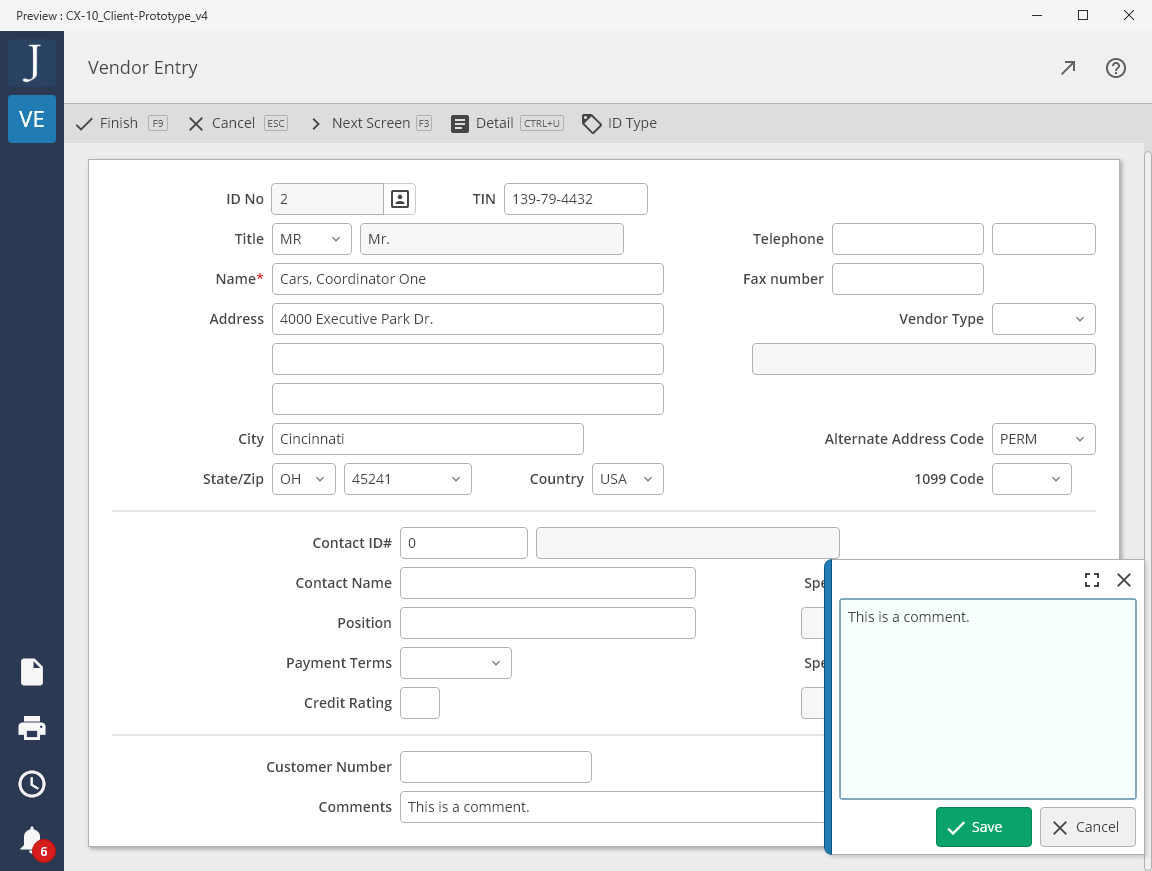 Preview : CX-10_Client-Prototype_v4
J
Vendor Entry
VE
Finish F9 Cancel ESC Next Screen F3 Detail CTRL+U ID Type
ID No 2 TIN 139-79-4432
Title MR Mr. Telephone
Name* Cars, Coordinator One Fax number
Address 4000 Executive Park Dr. Vendor Type
City Cincinnati Alternate Address Code PERM
State/Zip OH 45241 Country USA 1099 Code
Contact ID# 0
Contact Name Spe
Position
Payment Terms Spe
Credit Rating
Customer Number
Comments This is a comment.
This is a comment.
Save Cancel
6